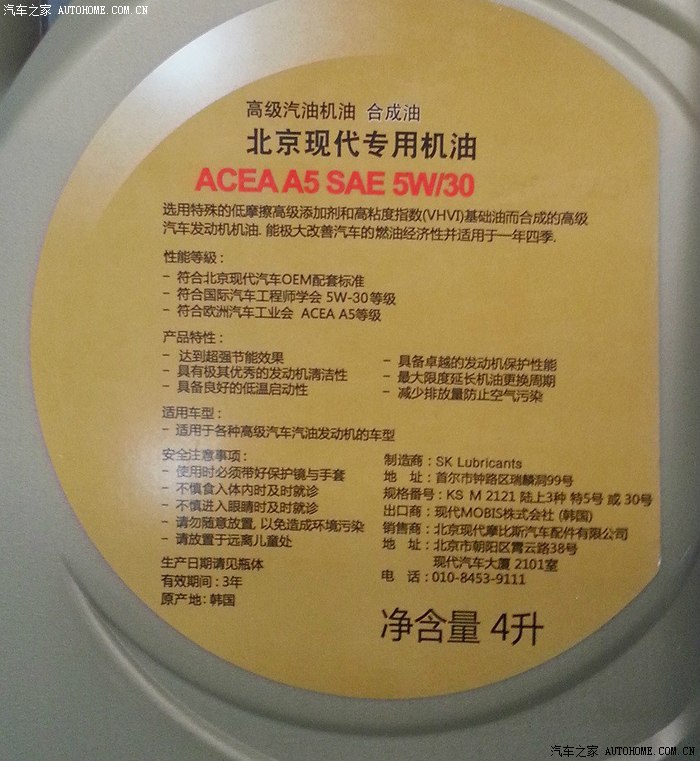 汽车之家 AUTOHOME.COM.CN
高级汽油机油 合成油
北京现代专用机油
ACEA A5 SAE 5W/30
选用特殊的低摩擦高级添加剂和高粘度指数(VHVI)基础油而合成的高级
汽车发动机机油. 能极大改善汽车的燃油经济性并适用于一年四季.
性能等级:
- 符合北京现代汽车OEM配套标准
- 符合国际汽车工程师学会 5W-30等级
- 符合欧洲汽车工业会 ACEA A5等级
产品特性:
- 达到超强节能效果
- 具有极其优秀的发动机清洁性
- 具备良好的低温启动性
- 具备卓越的发动机保护性能
- 最大限度延长机油更换周期
- 减少排放量防止空气污染
适用车型:
- 适用于各种高级汽车汽油发动机的车型
安全注意事项:
- 使用时必须带好保护镜与手套
- 不慎食入体内时及时就诊
- 不慎进入眼睛时及时就诊
- 请勿随意放置, 以免造成环境污染
- 请放置于远离儿童处
生产日期请见瓶体
有效期间: 3年
原产地: 韩国
制造商: SK Lubricants
地 址: 首尔市钟路区瑞麟洞99号
规格番号: KS M 2121 陆上3种 特5号 或 30号
出口商: 现代MOBIS株式会社 (韩国)
销售商: 北京现代摩比斯汽车配件有限公司
地 址: 北京市朝阳区霄云路38号
现代汽车大厦 2101室
电 话: 010-8453-9111
净含量 4升
汽车之家 AUTOHOME.COM.CN